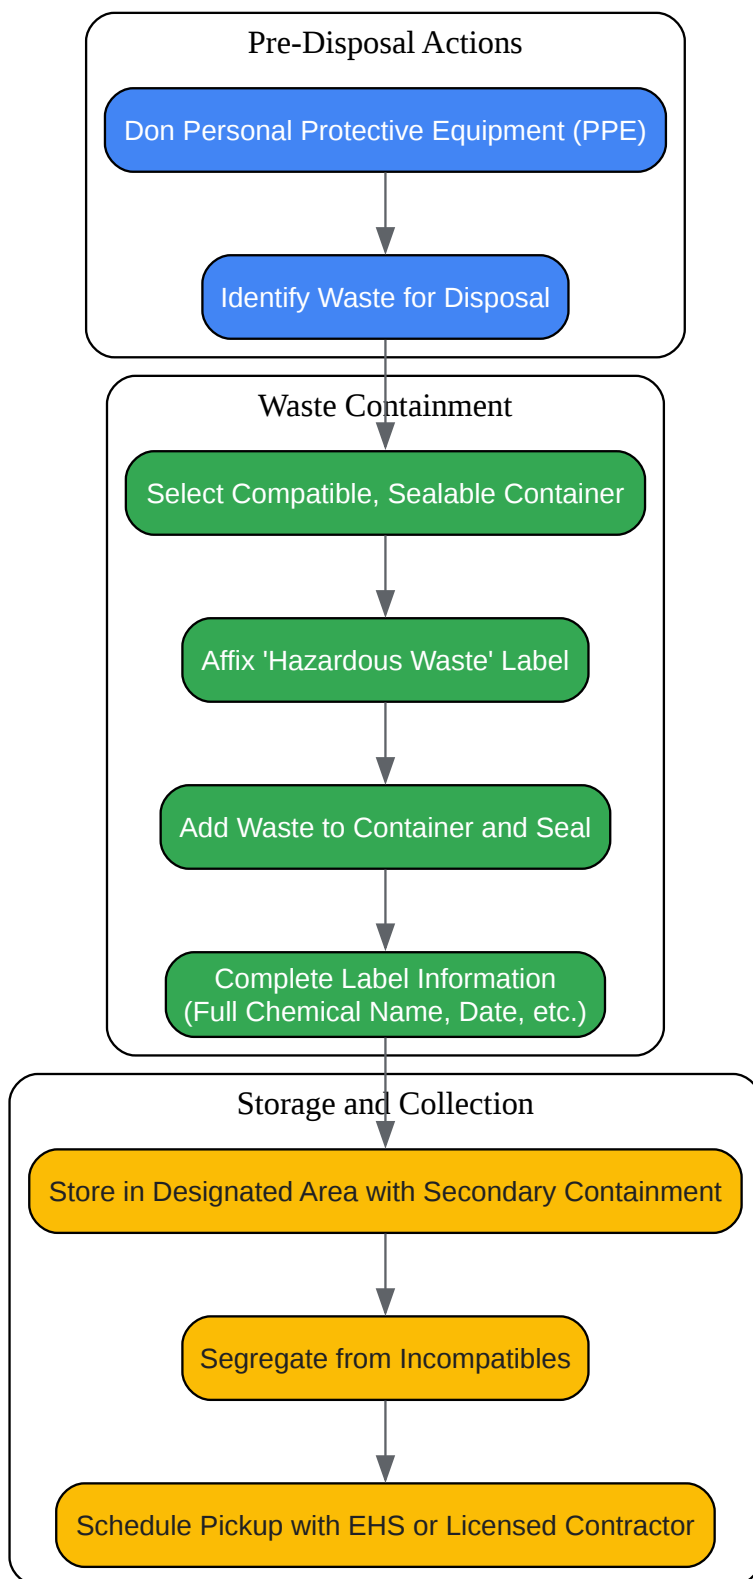 Pre-Disposal Actions
Don Personal Protective Equipment (PPE)
Identify Waste for Disposal
Waste Containment
Select Compatible, Sealable Container
Affix 'Hazardous Waste' Label
Add Waste to Container and Seal
Complete Label Information
(Full Chemical Name, Date, etc.)
Storage and Collection
Store in Designated Area with Secondary Containment
Segregate from Incompatibles
Schedule Pickup with EHS or Licensed Contractor